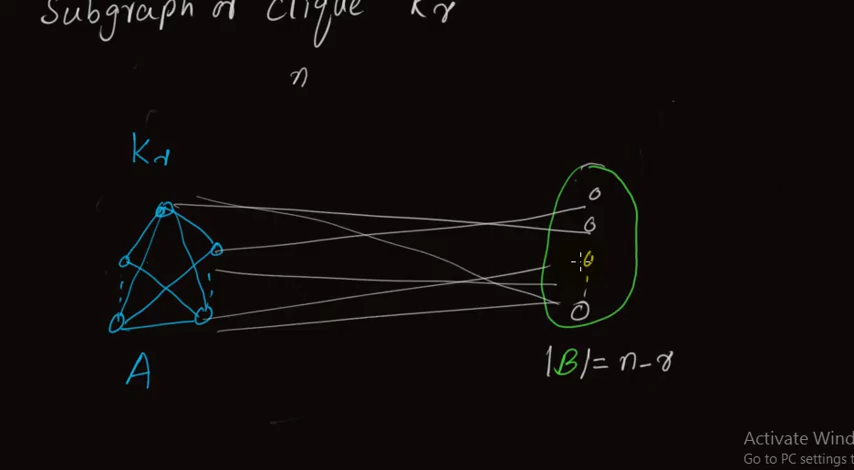 Subgraph of Clique Kr
n
Kr
A
|B|= n-r
Activate Wind
Go to PC settings t